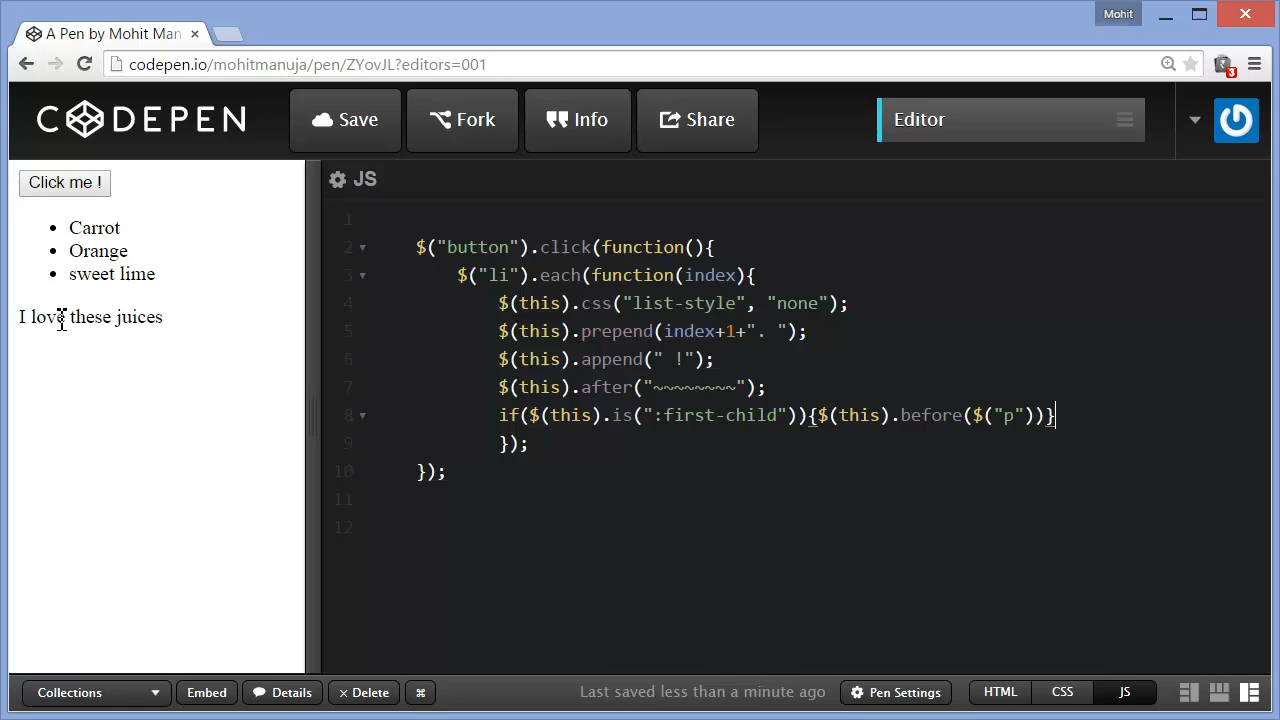 Mohit
A Pen by Mohit Man
codepen.io/mohitmanuja/pen/ZYovJL?editors=001
3
CODEPEN
Save
Fork
Info
Share
Editor
Click me !
Carrot
Orange
sweet lime
I love these juices
JS
1
2 $("button").click(function(){
3 $("li").each(function(index){
4 $(this).css("list-style", "none");
5 $(this).prepend(index+1+". ");
6 $(this).append(" !");
7 $(this).after("~~~~~~~~");
8 if($(this).is(":first-child")){$(this).before($("p"))}
9 });
10 });
11
12
Collections
Embed
Details
× Delete
⌘
Last saved less than a minute ago
Pen Settings
HTML
CSS
JS